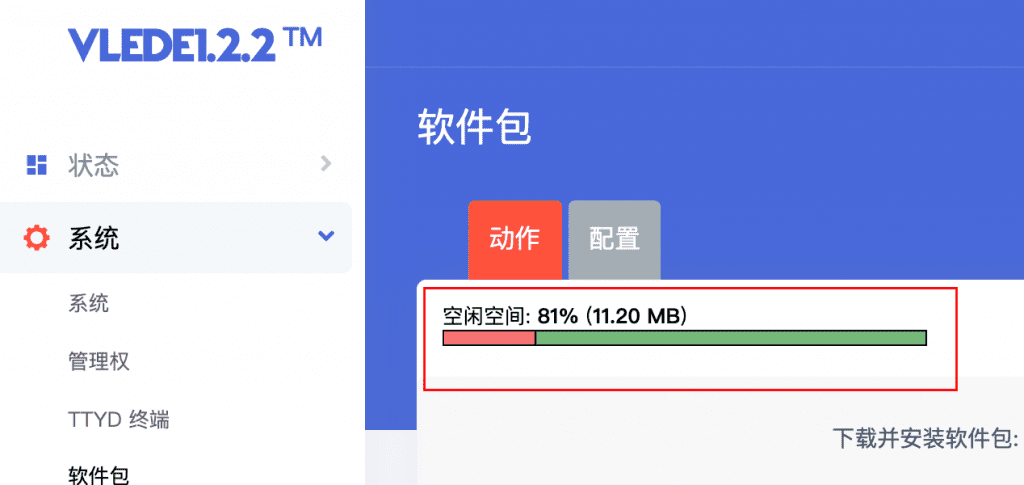 VLEDE1.2.2 ™
状态
系统
系统
管理权
TTYD 终端
软件包
软件包
动作
配置
空闲空间: 81% (11.20 MB)
下载并安装软件包: